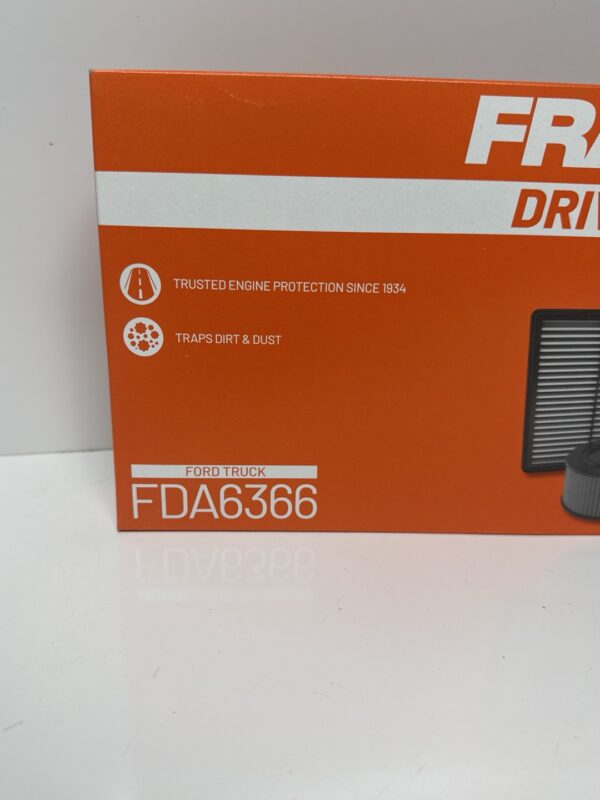 FRA
DRIV
TRUSTED ENGINE PROTECTION SINCE 1934
TRAPS DIRT & DUST
FORD TRUCK
FDA6366